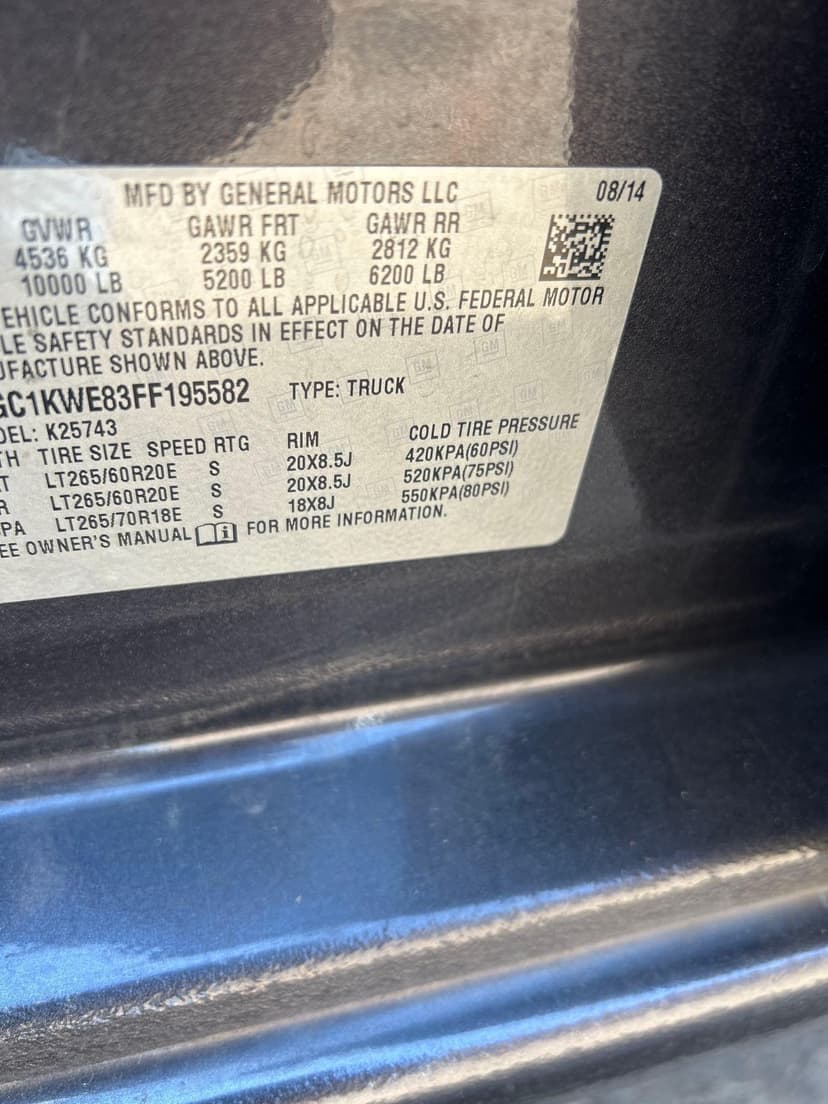 MFD BY GENERAL MOTORS LLC 08/14
GVWR GAWR FRT GAWR RR
4536 KG 2359 KG 2812 KG
10000 LB 5200 LB 6200 LB
EHICLE CONFORMS TO ALL APPLICABLE U.S. FEDERAL MOTOR
LE SAFETY STANDARDS IN EFFECT ON THE DATE OF
UFACTURE SHOWN ABOVE.
GC1KWE83FF195582 TYPE: TRUCK
DEL: K25743
TH TIRE SIZE SPEED RTG RIM COLD TIRE PRESSURE
T LT265/60R20E S 20X8.5J 420KPA(60PSI)
R LT265/60R20E S 20X8.5J 520KPA(75PSI)
PA LT265/70R18E S 18X8J 550KPA(80PSI)
EE OWNER'S MANUAL FOR MORE INFORMATION.